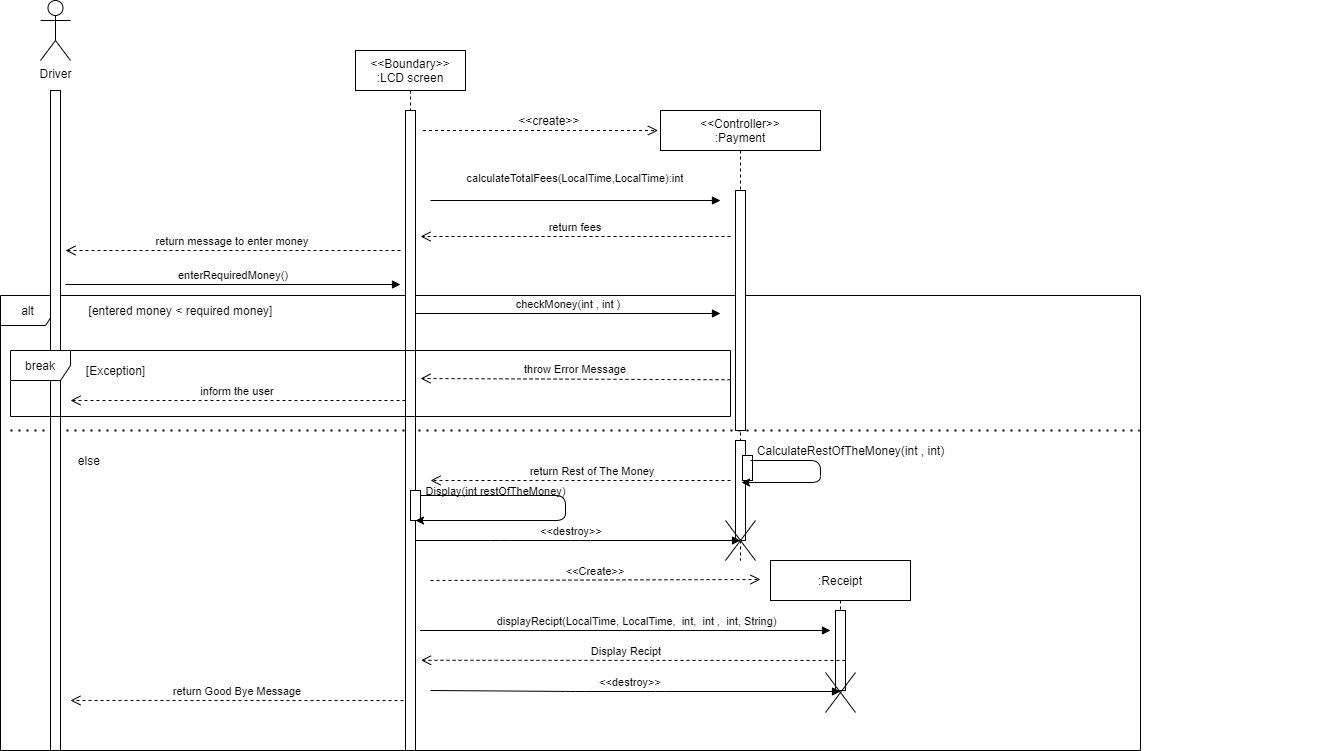 Driver
<<Boundary>>
:LCD screen
<<create>>
<<Controller>>
:Payment
calculateTotalFees(LocalTime,LocalTime):int
return fees
return message to enter money
enterRequiredMoney()
alt
[entered money < required money]
checkMoney(int , int )
break
[Exception]
throw Error Message
inform the user
else
CalculateRestOfTheMoney(int , int)
return Rest of The Money
Display(int restOfTheMoney)
<<destroy>>
<<Create>>
:Receipt
displayRecipt(LocalTime, LocalTime, int, int , int, String)
Display Recipt
<<destroy>>
return Good Bye Message